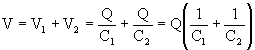 V = V₁ + V₂ = Q/C₁ + Q/C₂ = Q(1/C₁ + 1/C₂)